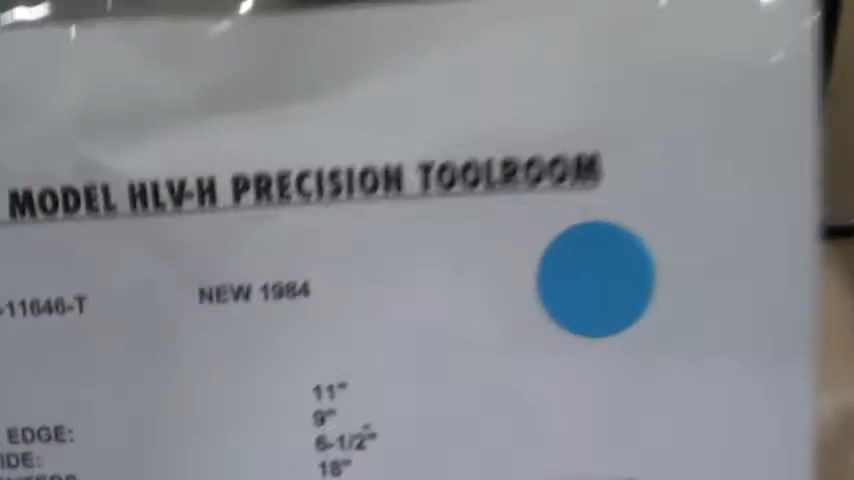 MODEL HLV-H PRECISION TOOLROOM
-11646-T NEW 1984
11"
9"
EDGE: 6-1/2"
IDE: 18"